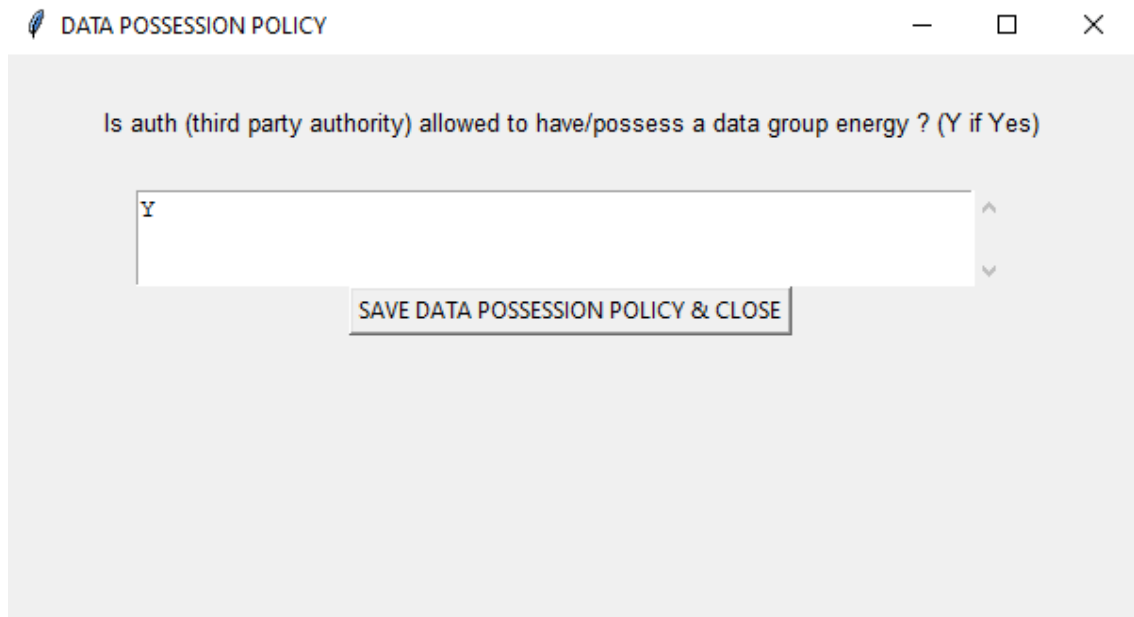 DATA POSSESSION POLICY
Is auth (third party authority) allowed to have/possess a data group energy ? (Y if Yes)
Y
SAVE DATA POSSESSION POLICY & CLOSE